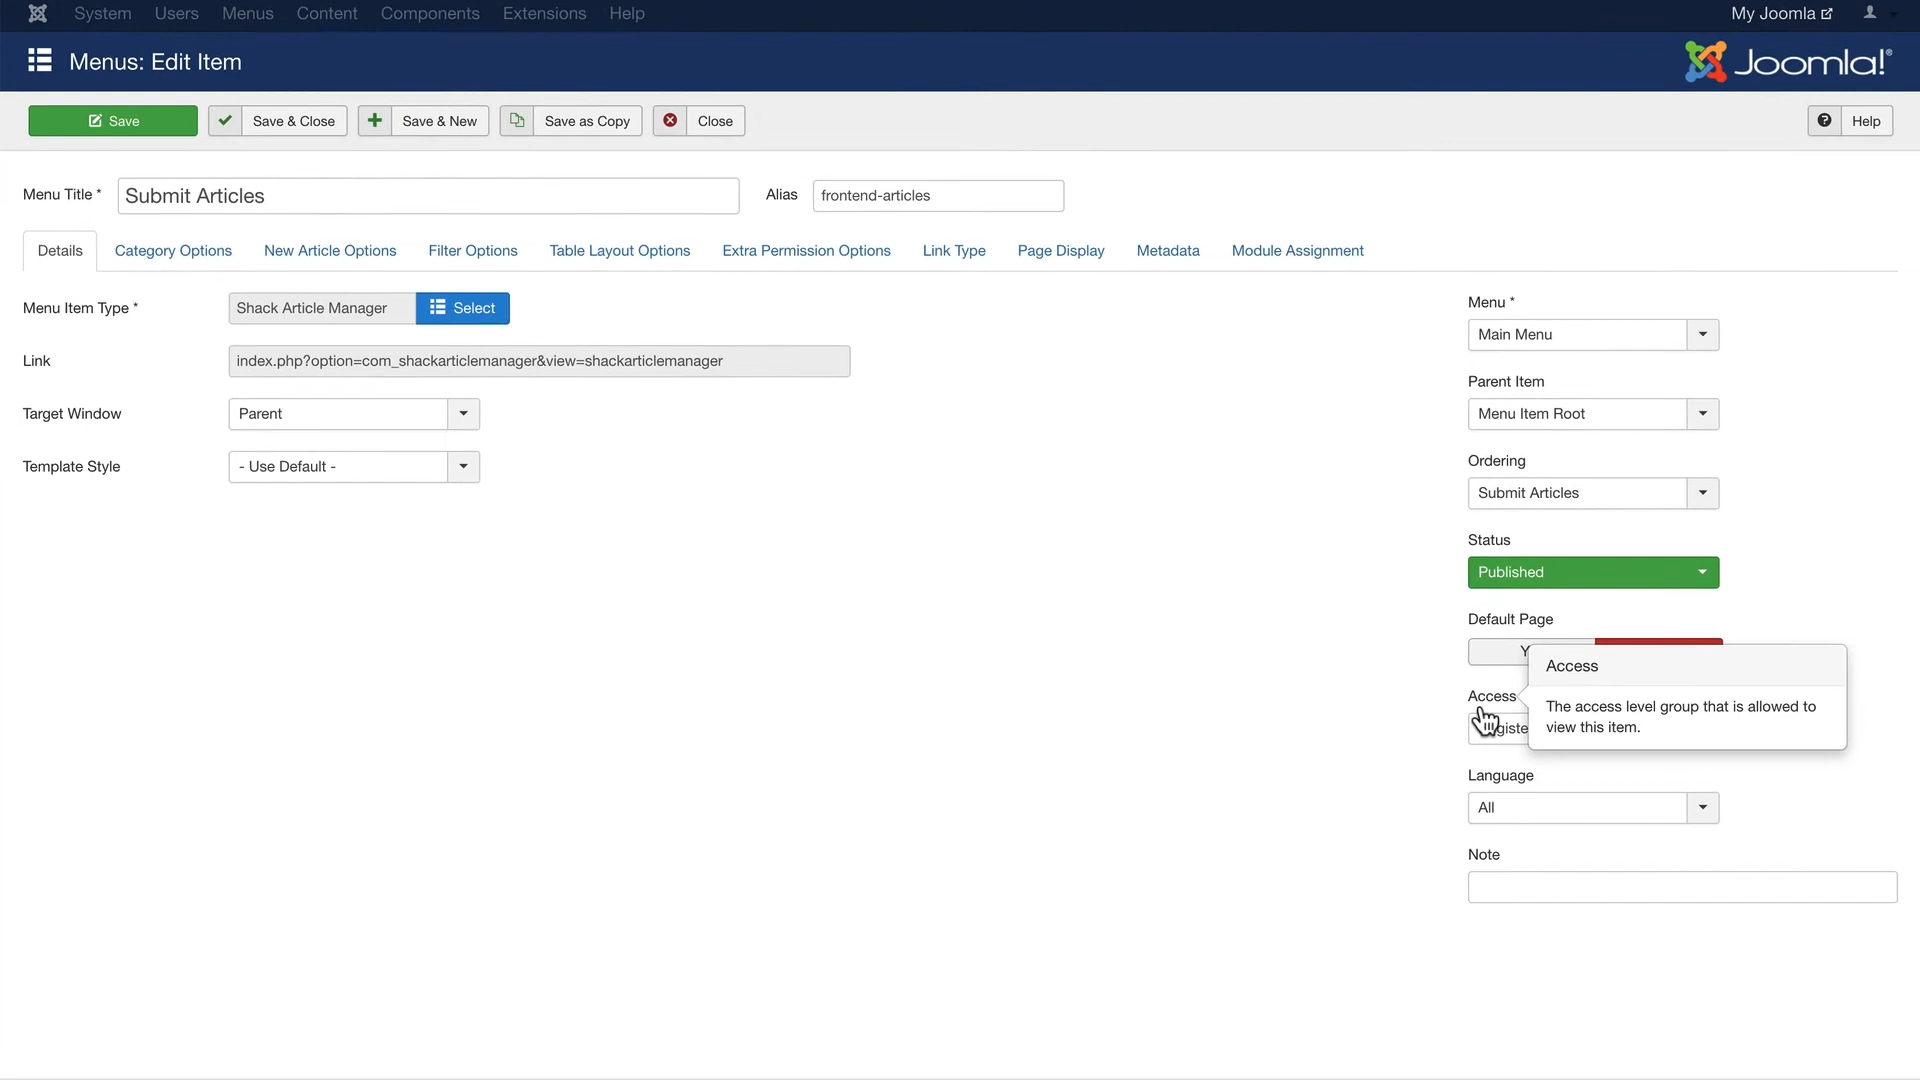 System Users Menus Content Components Extensions Help My Joomla
Menus: Edit Item Joomla!®
Save Save & Close Save & New Save as Copy Close Help
Menu Title * Submit Articles Alias frontend-articles
Details Category Options New Article Options Filter Options Table Layout Options Extra Permission Options Link Type Page Display Metadata Module Assignment
Menu Item Type * Shack Article Manager Select
Link index.php?option=com_shackarticlemanager&view=shackarticlemanager
Target Window Parent
Template Style - Use Default -
Menu *
Main Menu
Parent Item
Menu Item Root
Ordering
Submit Articles
Status
Published
Default Page
Access
Access
The access level group that is allowed to
view this item.
Language
All
Note